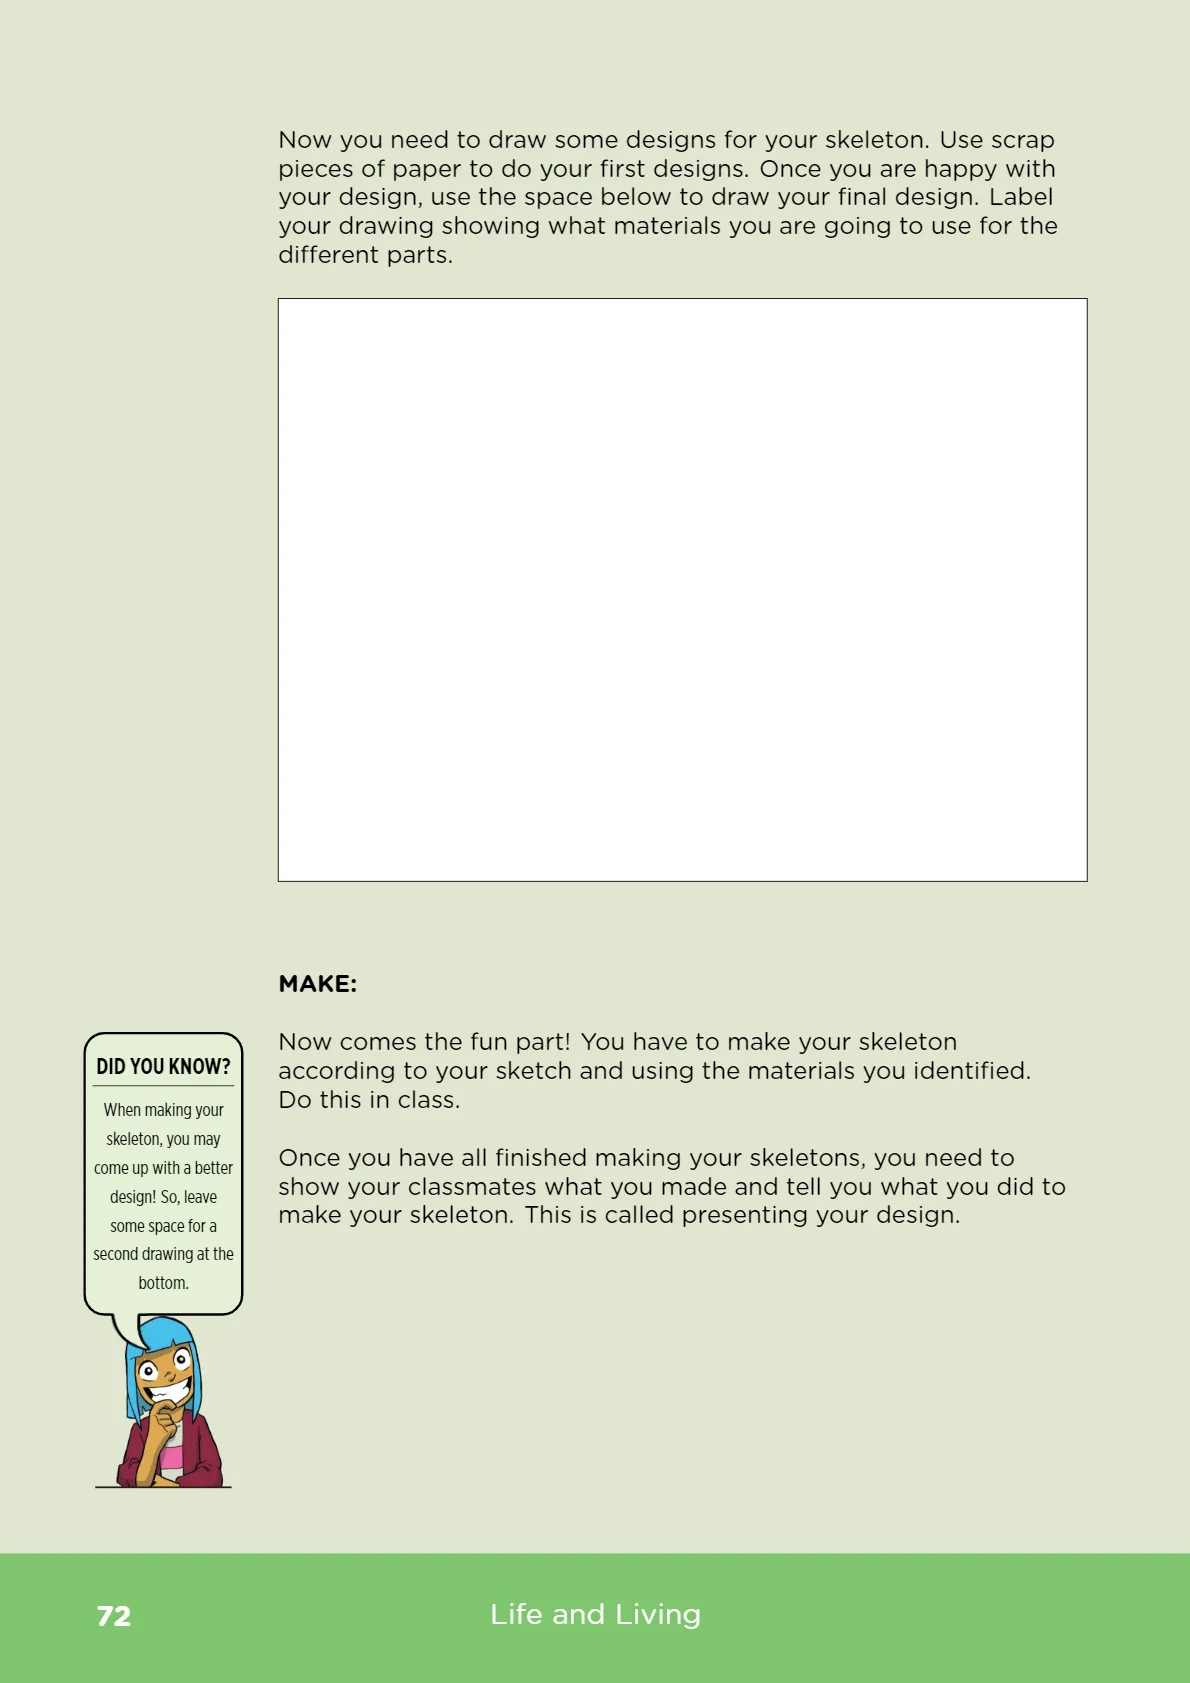 Now you need to draw some designs for your skeleton. Use scrap
pieces of paper to do your first designs. Once you are happy with
your design, use the space below to draw your final design. Label
your drawing showing what materials you are going to use for the
different parts.
MAKE:
Now comes the fun part! You have to make your skeleton
according to your sketch and using the materials you identified.
Do this in class.
Once you have all finished making your skeletons, you need to
show your classmates what you made and tell you what you did to
make your skeleton. This is called presenting your design.
DID YOU KNOW?
When making your
skeleton, you may
come up with a better
design! So, leave
some space for a
second drawing at the
bottom.
72
Life and Living